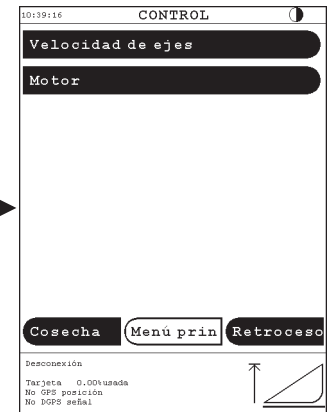 10:39:16 CONTROL
Velocidad de ejes
Motor
Cosecha Menú prin Retroceso
Desconexión
Tarjeta 0.00%usada
No GPS posición
No DGPS señal